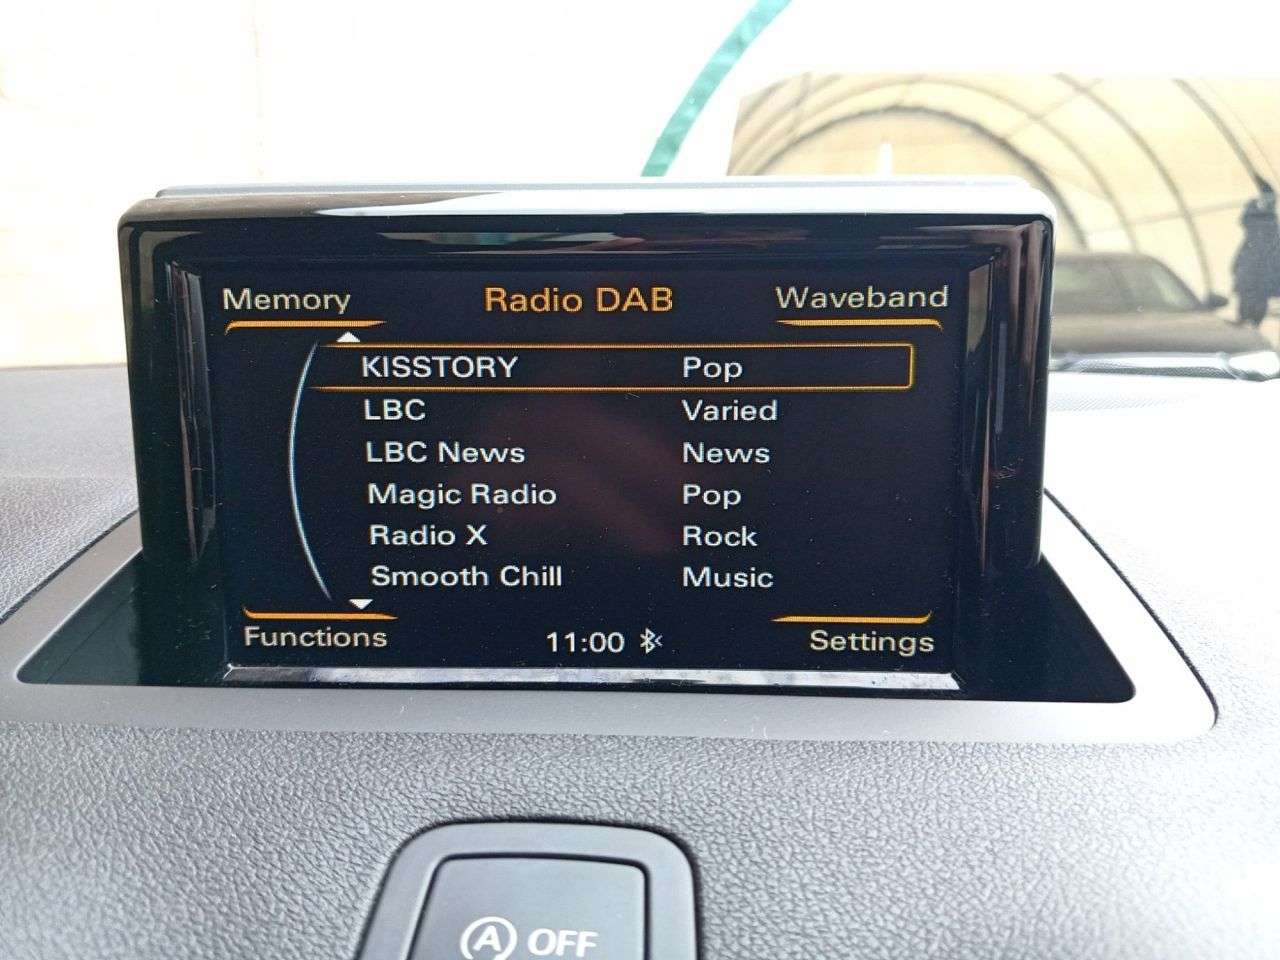 Memory Radio DAB Waveband
KISSTORY Pop
LBC Varied
LBC News News
Magic Radio Pop
Radio X Rock
Smooth Chill Music
Functions 11:00 Settings
A OFF